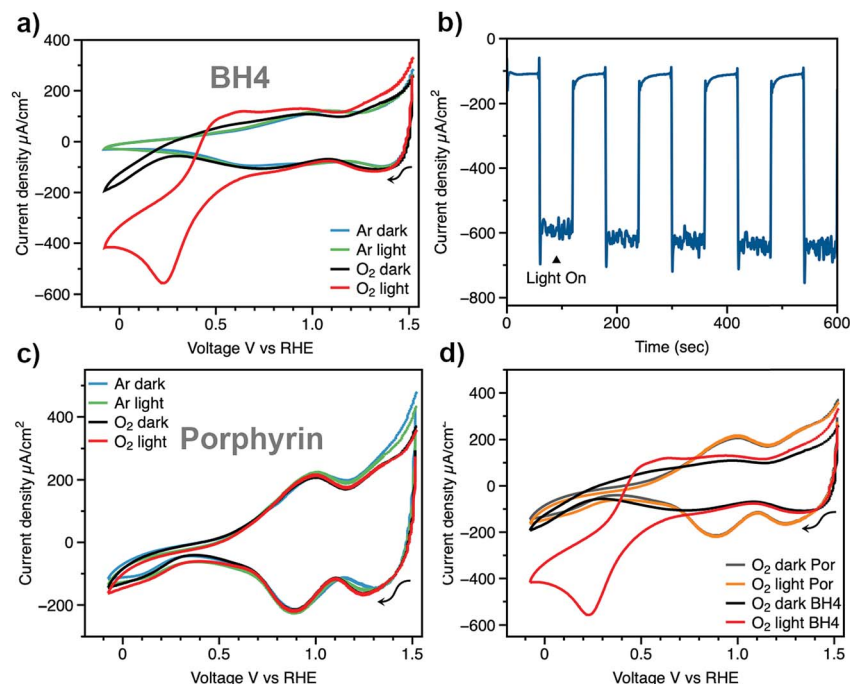 a)
400
200
0
−200
−400
−600
Current density µA/cm²
BH4
Ar dark
Ar light
O₂ dark
O₂ light
0
0.5
1.0
1.5
Voltage V vs RHE
b)
0
−200
−400
−600
−800
Current density µA/cm²
Light On
0
200
400
600
Time (sec)
c)
Ar dark
Ar light
O₂ dark
O₂ light
Porphyrin
400
200
0
−200
Current density µA/cm²
0
0.5
1.0
1.5
Voltage V vs RHE
d)
400
200
0
−200
−400
−600
Current density µA/cm⁻²
O₂ dark Por
O₂ light Por
O₂ dark BH4
O₂ light BH4
0
0.5
1.0
1.5
Voltage V vs RHE